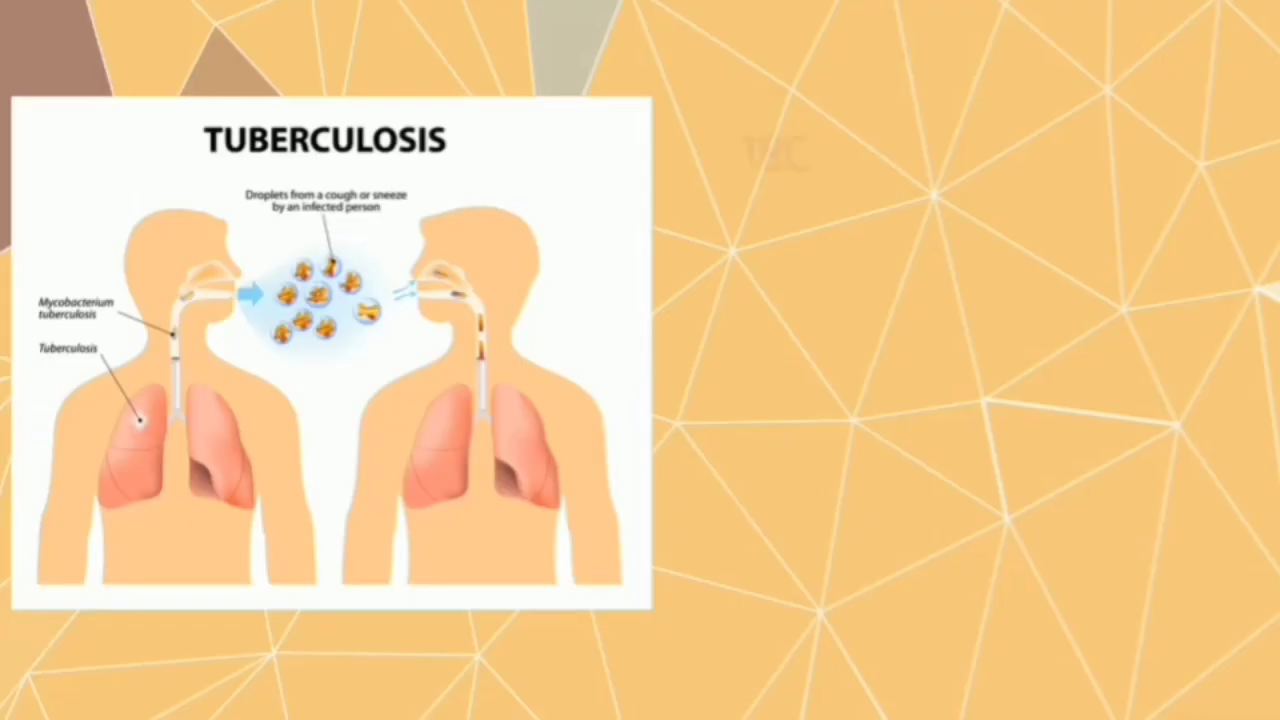 TUBERCULOSIS
Droplets from a cough or sneeze
by an infected person
Mycobacterium
tuberculosis
Tuberculosis